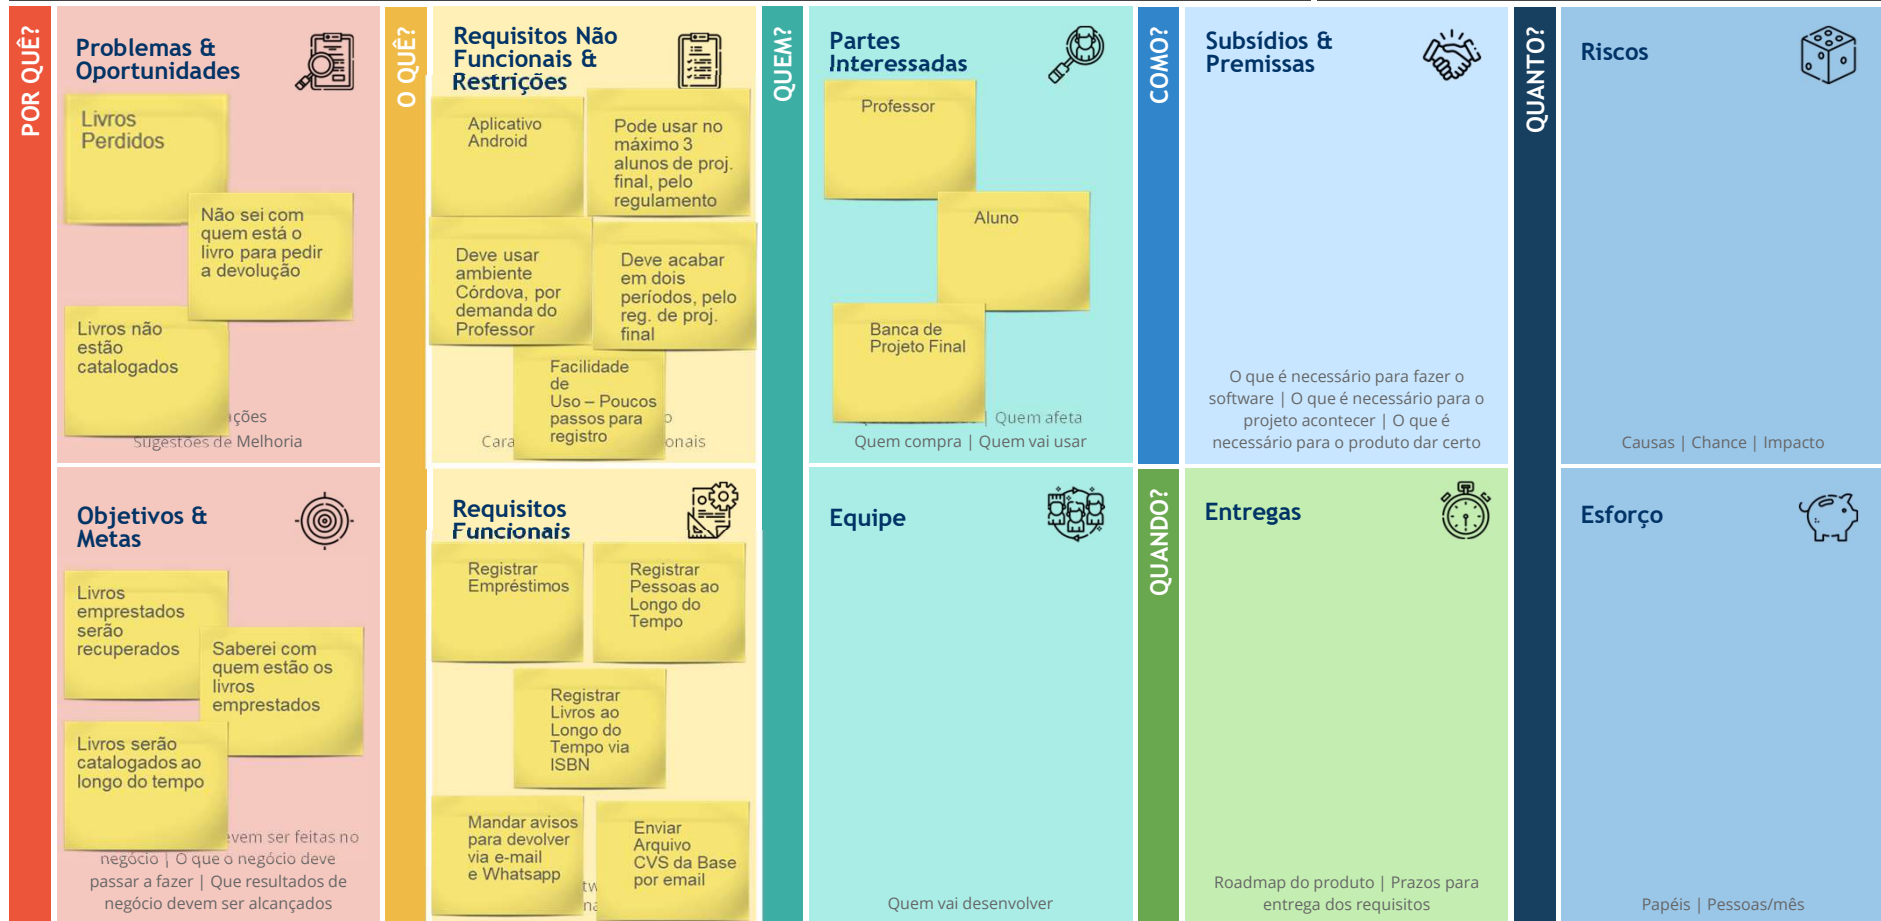 POR QUÊ?
Problemas &
Oportunidades
Livros
Perdidos
Não sei com
quem está o
livro para pedir
a devolução
Livros não
estão
catalogados
ções
Sugestões de Melhoria
Objetivos &
Metas
Livros
emprestados
serão
recuperados
Saberei com
quem estão os
livros
emprestados
Livros serão
catalogados ao
longo do tempo
evem ser feitas no
negócio | O que o negócio deve
passar a fazer | Que resultados de
negócio devem ser alcançados
O QUÊ?
Requisitos Não
Funcionais &
Restrições
Aplicativo
Android
Pode usar no
máximo 3
alunos de proj.
final, pelo
regulamento
Deve usar
ambiente
Córdova, por
demanda do
Professor
Deve acabar
em dois
períodos, pelo
reg. de proj.
final
Facilidade
de
Uso – Poucos
passos para
registro
o
Cara onais
Requisitos
Funcionais
Registrar
Empréstimos
Registrar
Pessoas ao
Longo do
Tempo
Registrar
Livros ao
Longo do
Tempo via
ISBN
Mandar avisos
para devolver
via e-mail
e Whatsapp
Enviar
Arquivo
CVS da Base
por email
QUEM?
Partes
Interessadas
Professor
Aluno
Banca de
Projeto Final
| Quem afeta
Quem compra | Quem vai usar
Equipe
Quem vai desenvolver
COMO?
Subsídios &
Premissas
O que é necessário para fazer o
software | O que é necessário para o
projeto acontecer | O que é
necessário para o produto dar certo
QUANDO?
Entregas
Roadmap do produto | Prazos para
entrega dos requisitos
QUANTO?
Riscos
Causas | Chance | Impacto
Esforço
Papéis | Pessoas/mês